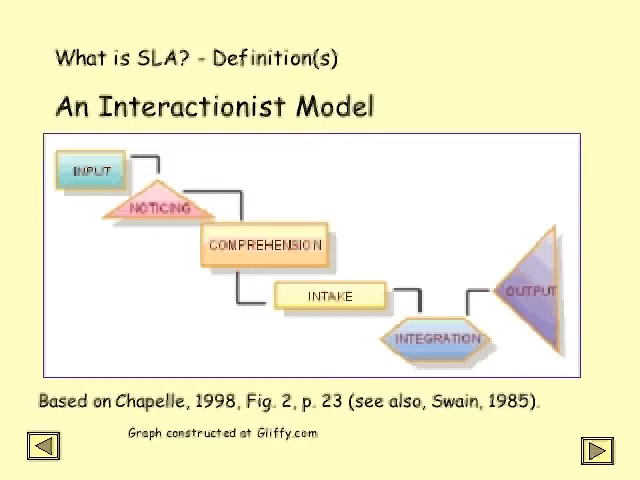 What is SLA? - Definition(s)
An Interactionist Model
INPUT
NOTICING
COMPREHENSION
INTAKE
OUTPUT
INTEGRATION
Based on Chapelle, 1998, Fig. 2, p. 23 (see also, Swain, 1985).
Graph constructed at Gliffy.com